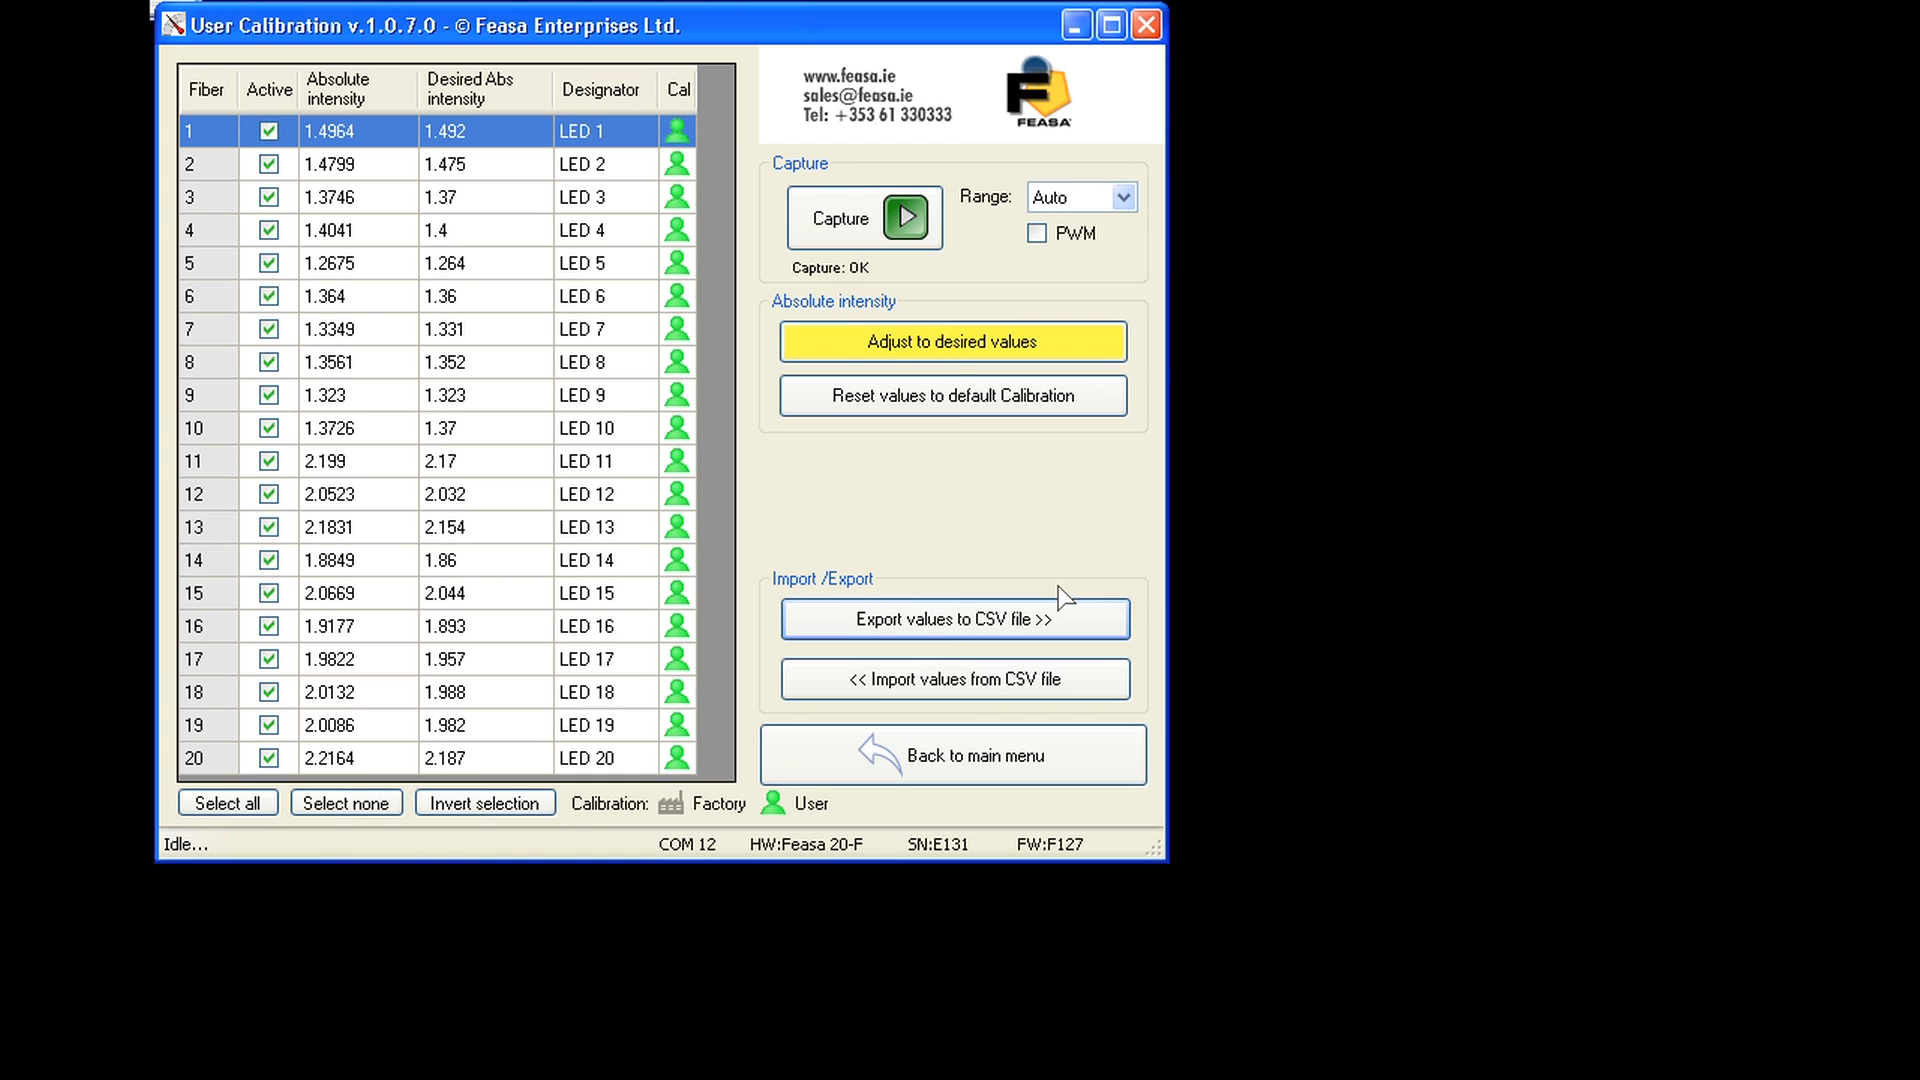 User Calibration v.1.0.7.0 - © Feasa Enterprises Ltd.
Fiber Active Absolute intensity Desired Abs intensity Designator Cal
1 1.4964 1.492 LED 1
2 1.4799 1.475 LED 2
3 1.3746 1.37 LED 3
4 1.4041 1.4 LED 4
5 1.2675 1.264 LED 5
6 1.364 1.36 LED 6
7 1.3349 1.331 LED 7
8 1.3561 1.352 LED 8
9 1.323 1.323 LED 9
10 1.3726 1.37 LED 10
11 2.199 2.17 LED 11
12 2.0523 2.032 LED 12
13 2.1831 2.154 LED 13
14 1.8849 1.86 LED 14
15 2.0669 2.044 LED 15
16 1.9177 1.893 LED 16
17 1.9822 1.957 LED 17
18 2.0132 1.988 LED 18
19 2.0086 1.982 LED 19
20 2.2164 2.187 LED 20
Select all Select none Invert selection Calibration: Factory User
www.feasa.ie
sales@feasa.ie
Tel: +353 61 330333
F
FEASA
Capture
Capture
Range: Auto
PWM
Capture: OK
Absolute intensity
Adjust to desired values
Reset values to default Calibration
Import /Export
Export values to CSV file >>
<< Import values from CSV file
Back to main menu
Idle... COM 12 HW:Feasa 20-F SN:E131 FW:F127